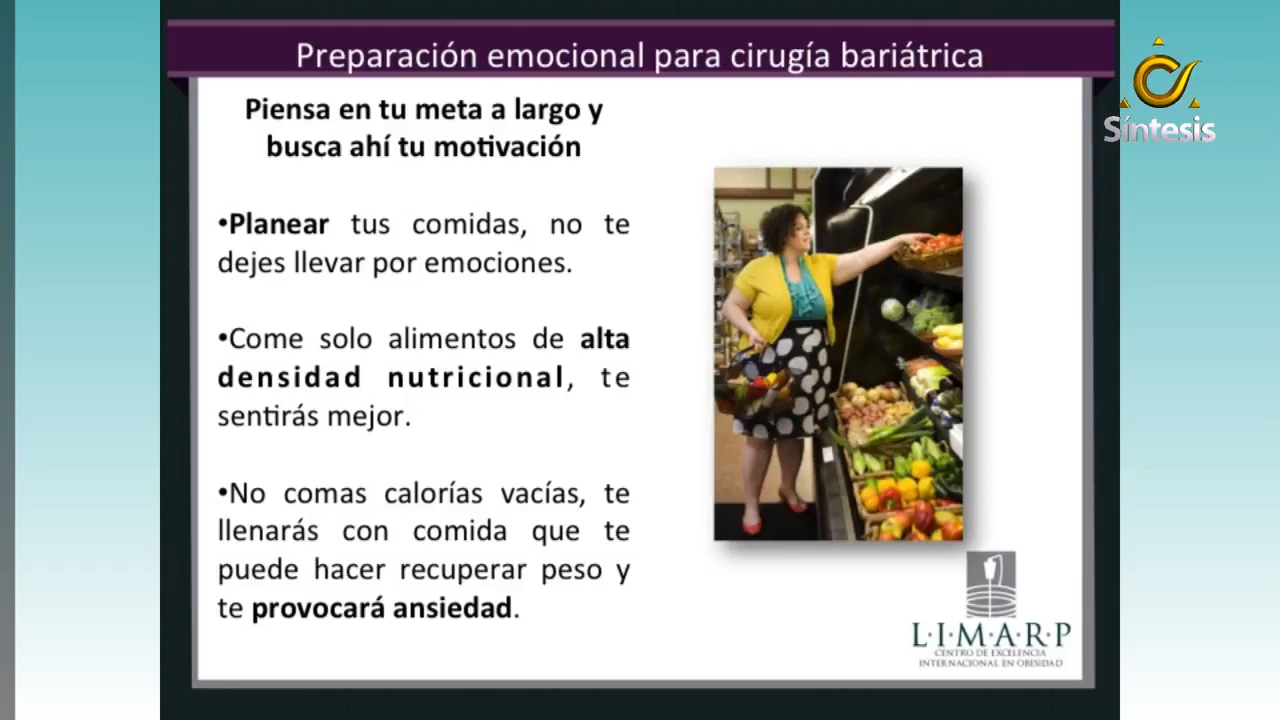 Preparación emocional para cirugía bariátrica
Piensa en tu meta a largo y
busca ahí tu motivación
•Planear tus comidas, no te
dejes llevar por emociones.
•Come solo alimentos de alta
densidad nutricional, te
sentirás mejor.
•No comas calorías vacías, te
llenarás con comida que te
puede hacer recuperar peso y
te provocará ansiedad.
Síntesis
L·I·M·A·R·P
CENTRO DE EXCELENCIA
INTERNACIONAL EN OBESIDAD